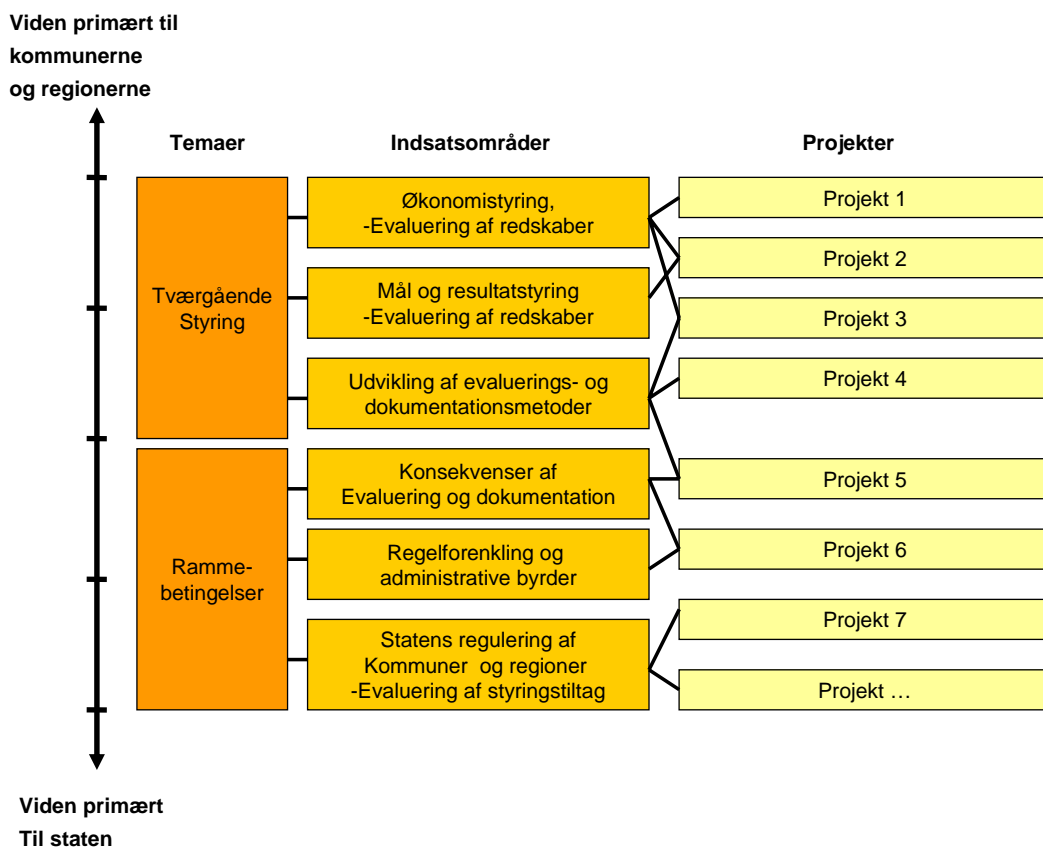 Viden primært til
kommunerne
og regionerne
Temaer
Indsatsområder
Projekter
Tværgående
Styring
Økonomistyring,
-Evaluering af redskaber
Mål og resultatstyring
-Evaluering af redskaber
Udvikling af evaluerings- og
dokumentationsmetoder
Projekt 1
Projekt 2
Projekt 3
Projekt 4
Ramme-
betingelser
Konsekvenser af
Evaluering og dokumentation
Regelforenkling og
administrative byrder
Statens regulering af
Kommuner og regioner
-Evaluering af styringstiltag
Projekt 5
Projekt 6
Projekt 7
Projekt …
Viden primært
Til staten